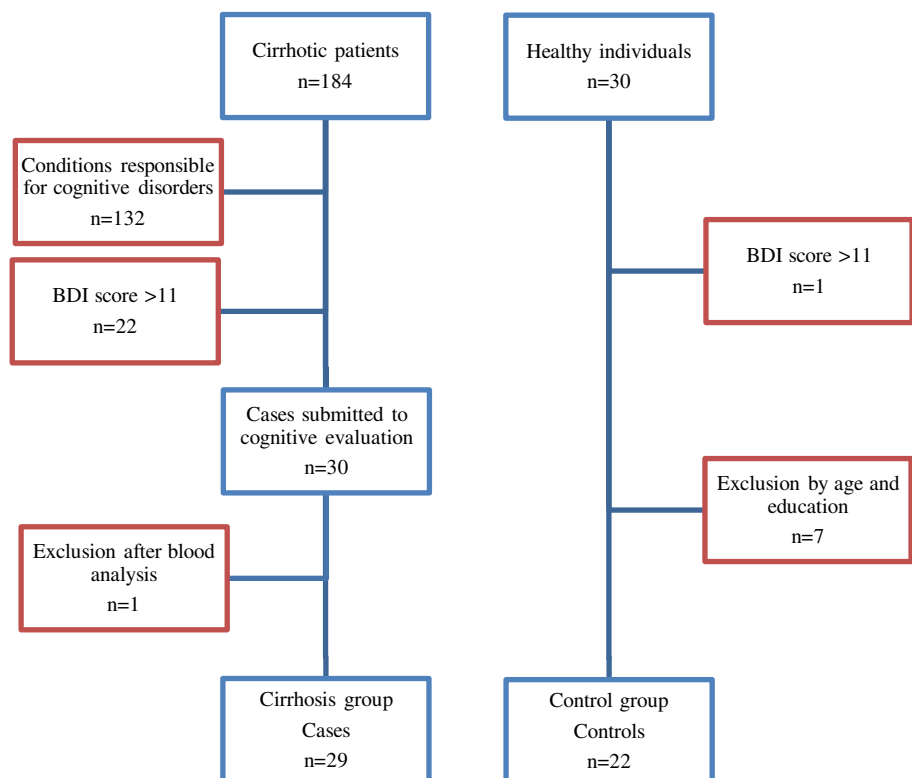 Cirrhotic patients
n=184
Conditions responsible
for cognitive disorders
n=132
BDI score >11
n=22
Cases submitted to
cognitive evaluation
n=30
Exclusion after blood
analysis
n=1
Cirrhosis group
Cases
n=29
Healthy individuals
n=30
BDI score >11
n=1
Exclusion by age and
education
n=7
Control group
Controls
n=22